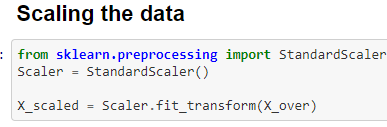 Scaling the data
: from sklearn.preprocessing import StandardScaler
Scaler = StandardScaler()
X_scaled = Scaler.fit_transform(X_over)